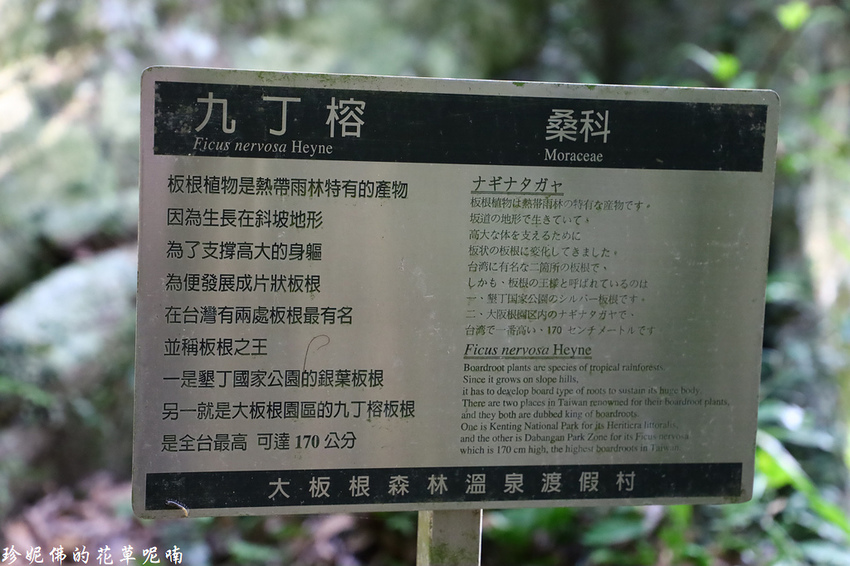 九丁榕
Ficus nervosa Heyne
桑科
Moraceae
板根植物是熱帶雨林特有的產物
因為生長在斜坡地形
為了支撐高大的身軀
為便發展成片狀板根
在台灣有兩處板根最有名
並稱板根之王
一是墾丁國家公園的銀葉板根
另一就是大板根園區的九丁榕板根
是全台最高 可達170公分
ナギナタガヤ
板根植物は熱帶雨林の特有な産物です。
坂道の地形で生きていて。
高大な体を支えるために
板状の板根に変化してきました。
台湾に有名な二箇所の板根で、
しかも、板根の王様と呼ばれているのは
一、墾丁国家公園のシルバー板根です。
二、大阪根園区内のナギナタガヤで、
台湾で一番高い、170 センチメートルです
Ficus nervosa Heyne
Boardroot plants are species of tropical rainforests.
Since it grows on slope hills,
it has to develop board type of roots to sustain its huge body.
There are two places in Taiwan renowned for their boardroot plants,
and they both are dubbed king of boardroots.
One is Kenting National Park for its Heritiera littoralis,
and the other is Dabangan Park Zone for its Ficus nervosa
which is 170 cm high, the highest boardroots in Taiwan.
大板根森林溫泉渡假村
珍妮佛的花草呢喃